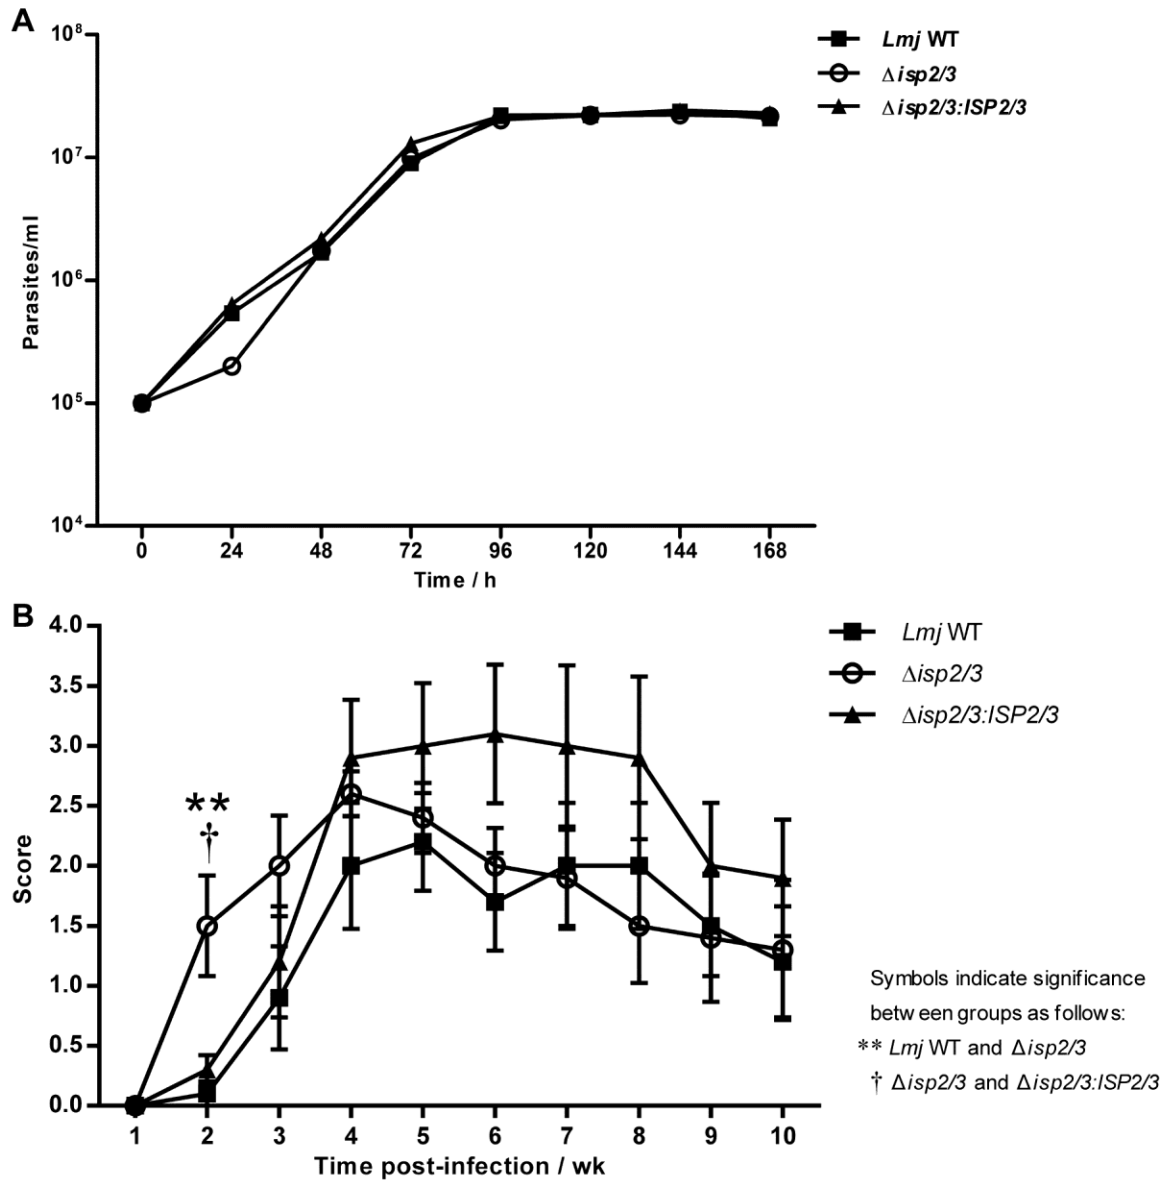 A
10⁸
10⁷
10⁶
10⁵
10⁴
Parasites/ml
0 24 48 72 96 120 144 168
Time / h
Lmj WT
Δisp2/3
Δisp2/3:ISP2/3
B
4.0
3.5
3.0
2.5
2.0
1.5
1.0
0.5
0.0
Score
**
†
1 2 3 4 5 6 7 8 9 10
Time post-infection / wk
Lmj WT
Δisp2/3
Δisp2/3:ISP2/3
Symbols indicate significance
between groups as follows:
** Lmj WT and Δisp2/3
† Δisp2/3 and Δisp2/3:ISP2/3